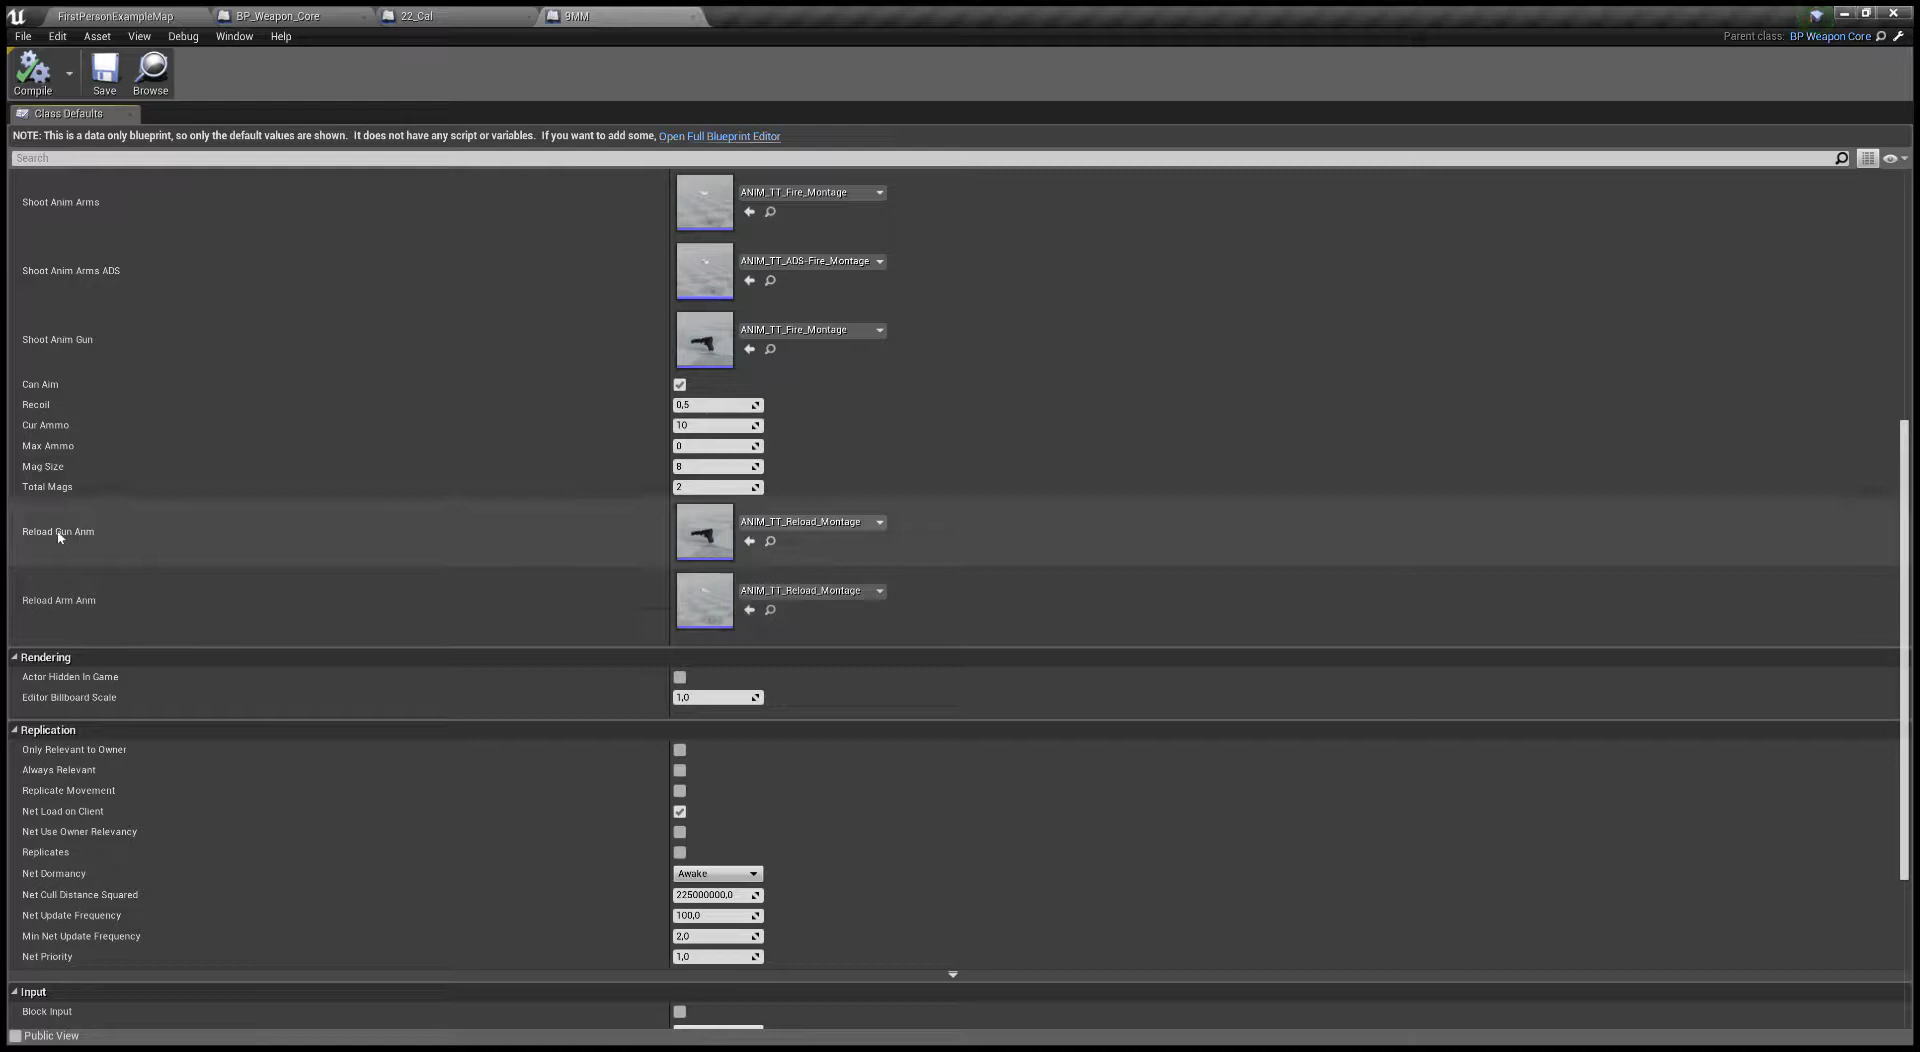 FirstPersonExampleMap
BP_Weapon_Core
22_Cal
9MM
File Edit Asset View Debug Window Help
Parent class: BP Weapon Core
Compile
Save
Browse
Class Defaults
NOTE: This is a data only blueprint, so only the default values are shown. It does not have any script or variables. If you want to add some, Open Full Blueprint Editor
Search
Shoot Anim Arms
ANIM_TT_Fire_Montage
Shoot Anim Arms ADS
ANIM_TT_ADS-Fire_Montage
Shoot Anim Gun
ANIM_TT_Fire_Montage
Can Aim
Recoil 0,5
Cur Ammo 10
Max Ammo 0
Mag Size 8
Total Mags 2
Reload Gun Anm
ANIM_TT_Reload_Montage
Reload Arm Anm
ANIM_TT_Reload_Montage
Rendering
Actor Hidden In Game
Editor Billboard Scale 1,0
Replication
Only Relevant to Owner
Always Relevant
Replicate Movement
Net Load on Client
Net Use Owner Relevancy
Replicates
Net Dormancy Awake
Net Cull Distance Squared 225000000,0
Net Update Frequency 100,0
Min Net Update Frequency 2,0
Net Priority 1,0
Input
Block Input
Public View